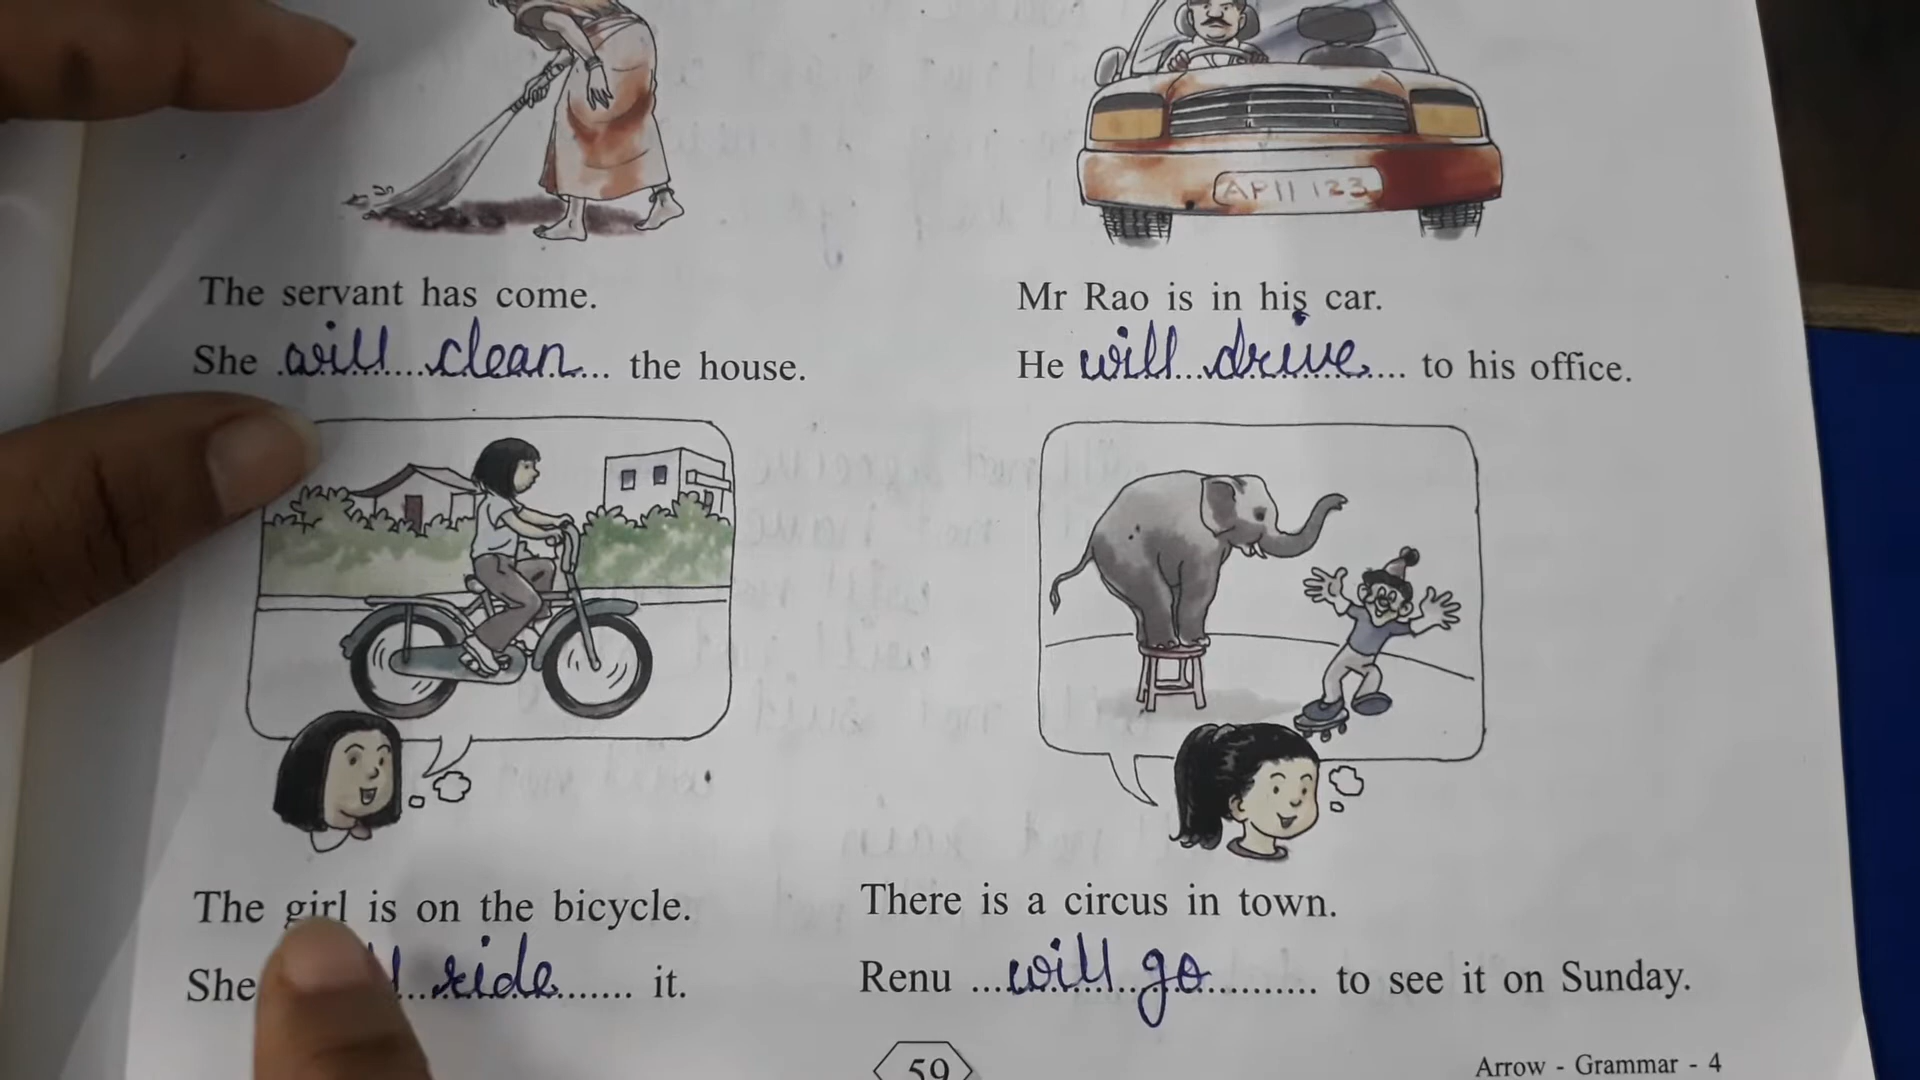 AP11 123
The servant has come.
She will clean the house.
Mr Rao is in his car.
He will drive to his office.
The girl is on the bicycle.
She ride it.
There is a circus in town.
Renu will go to see it on Sunday.
59
Arrow - Grammar - 4